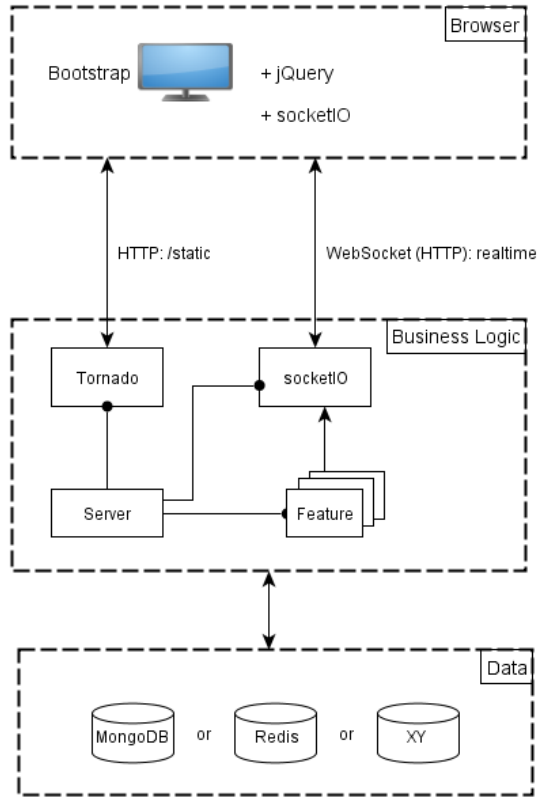 Browser
Bootstrap + jQuery
+ socketIO
HTTP: /static
WebSocket (HTTP): realtime
Business Logic
Tornado
socketIO
Server
Feature
Data
MongoDB or Redis or XY